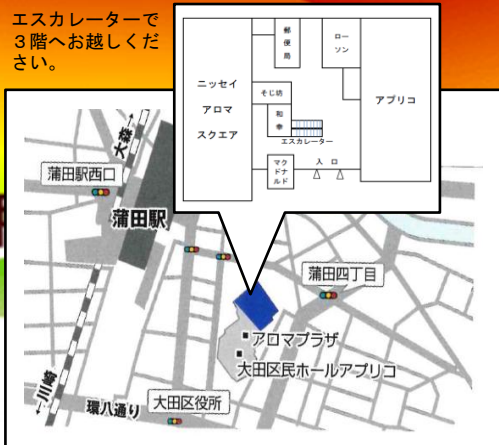 エスカレーターで
３階へお越しくだ
さい。
郵便局
ローソン
ニッセイ
アロマ
スクエア
そじ坊
和幸
エスカレーター
アプリコ
マクドナルド
入口
大森
蒲田駅西口
蒲田駅
蒲田四丁目
アロマプラザ
大田区民ホールアプリコ
川崎
環八通り
大田区役所